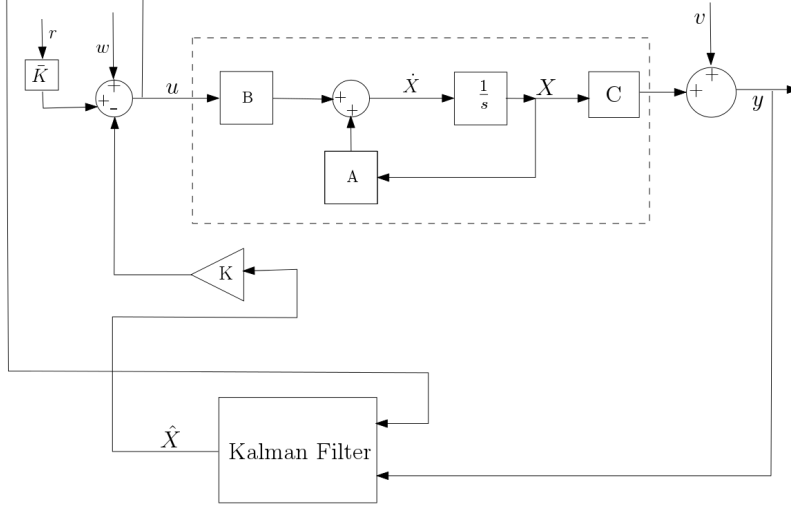 r
w
v
K̄
+
+ -
u
B
+
+
Ẋ
1/s
X
C
+
+
y
A
K
X̂
Kalman Filter